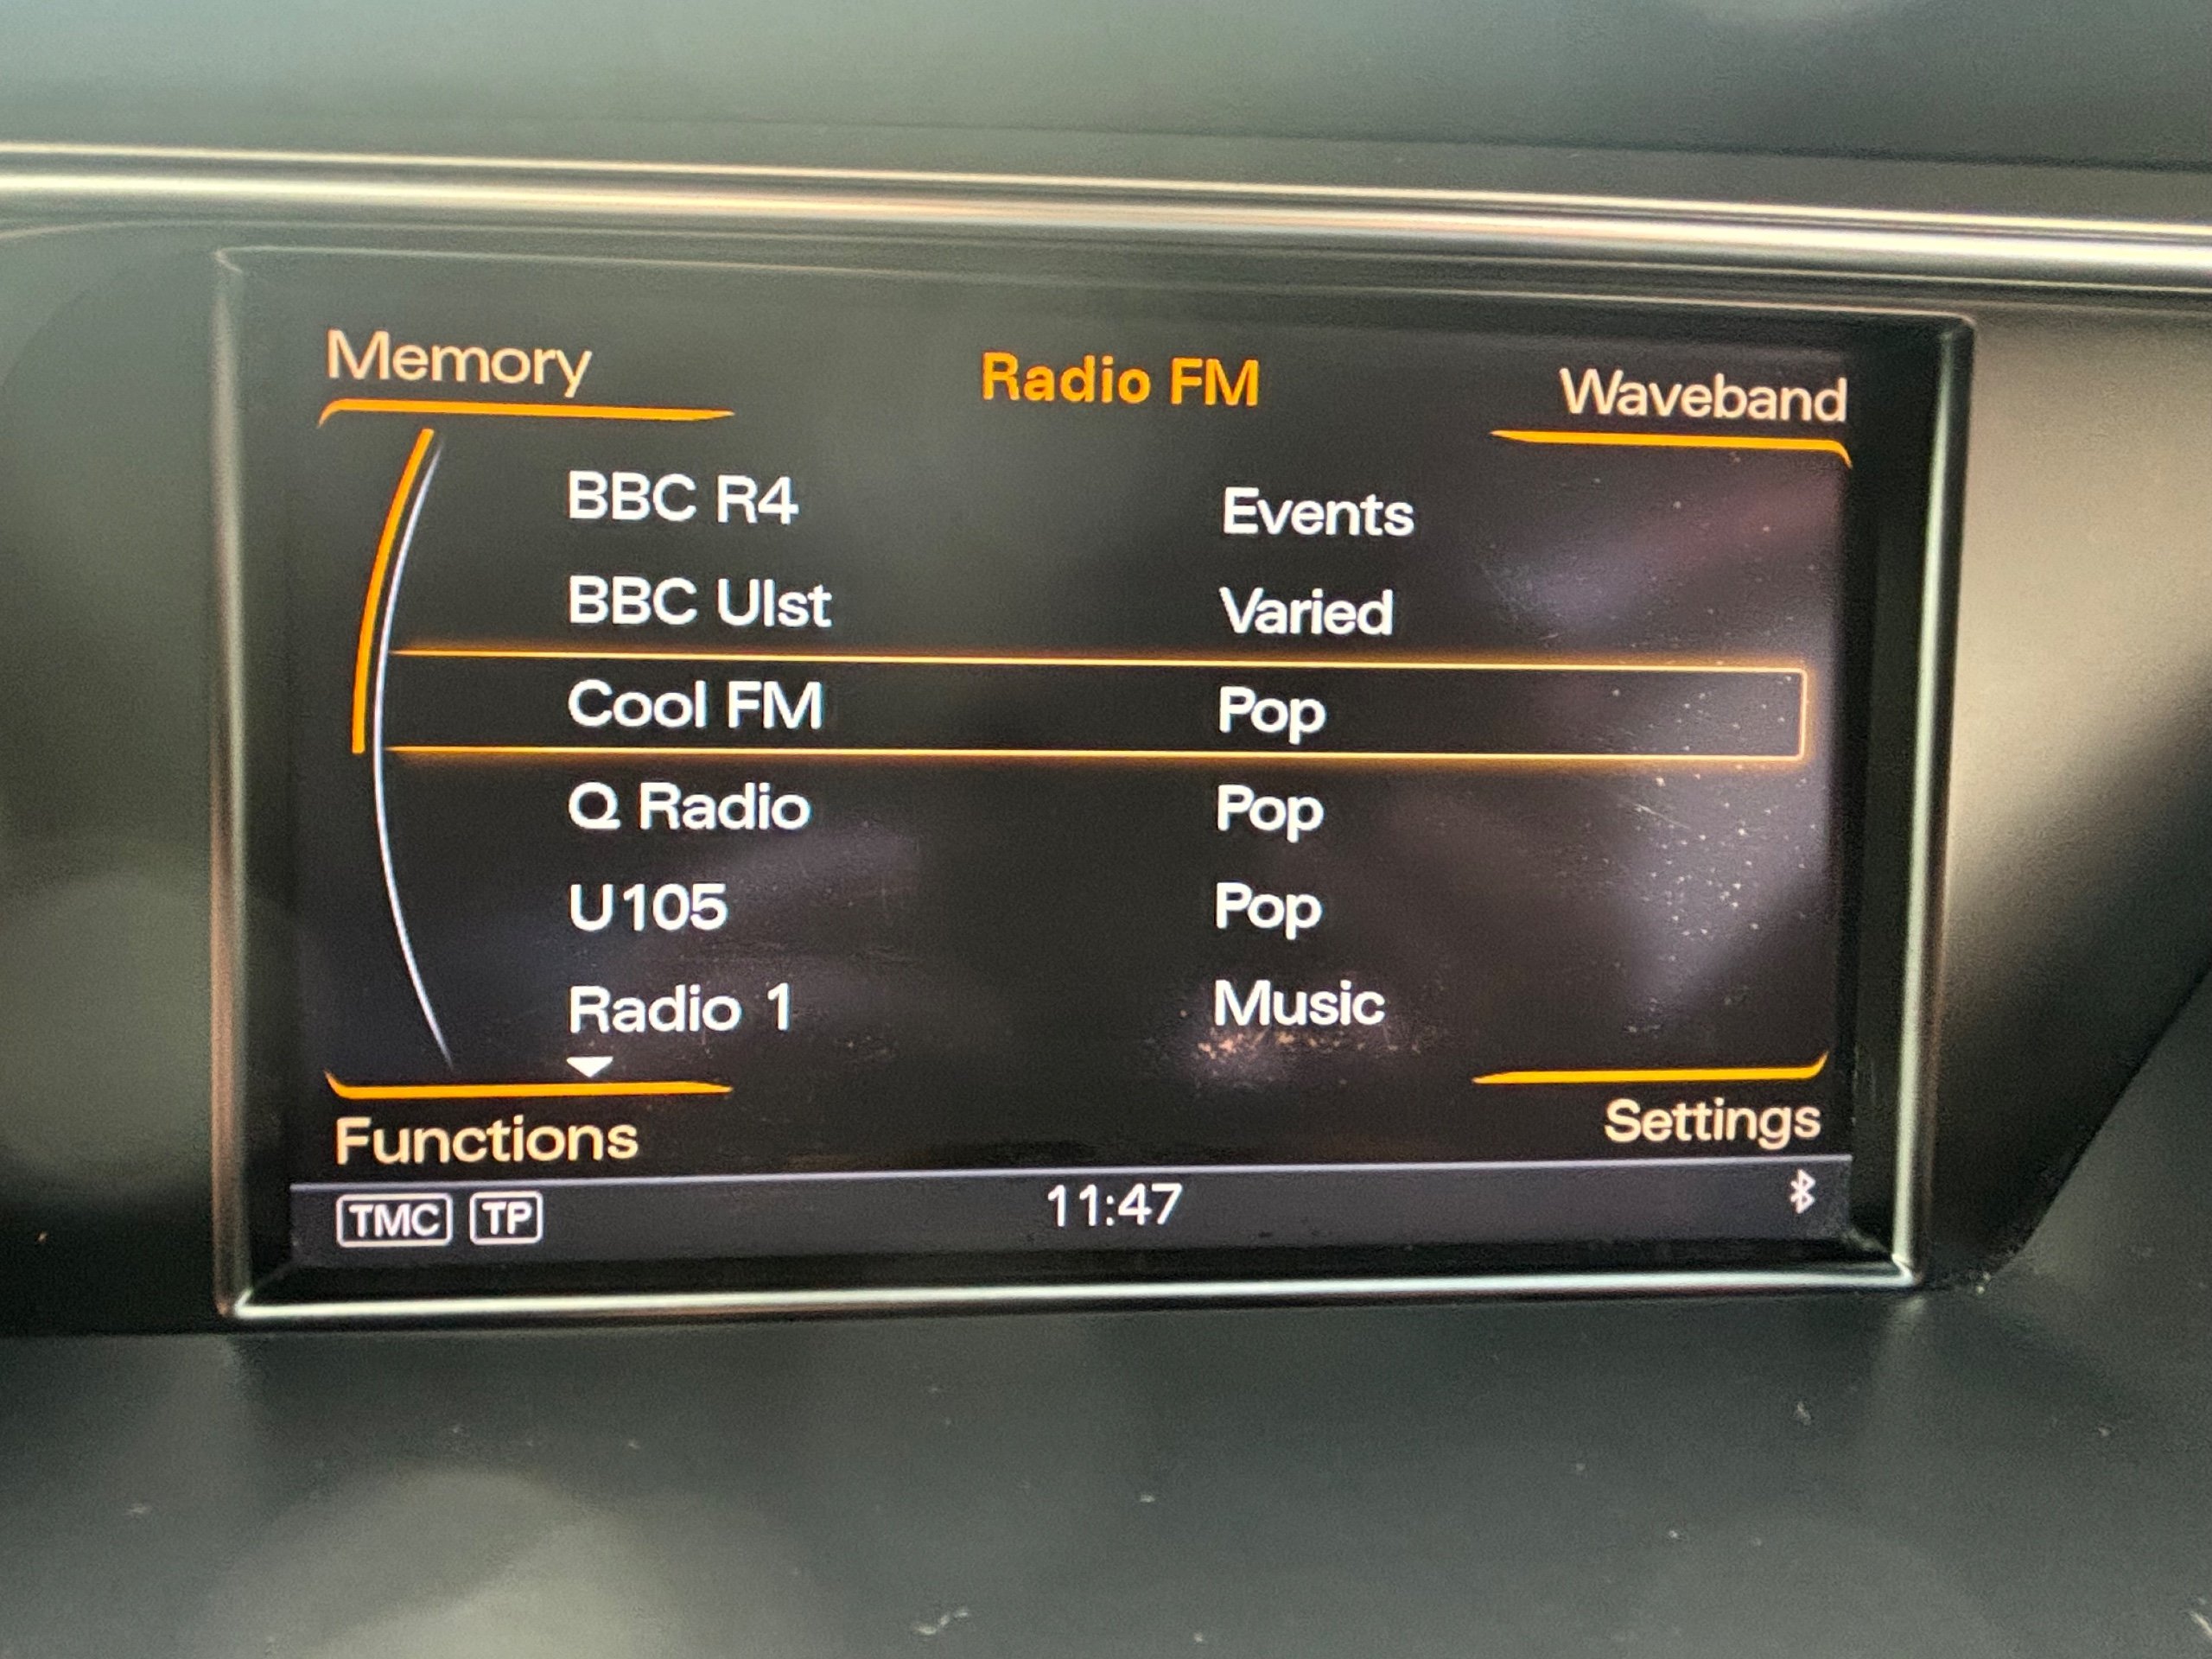 Memory Radio FM Waveband
BBC R4 Events
BBC Ulst Varied
Cool FM Pop
Q Radio Pop
U105 Pop
Radio 1 Music
Functions Settings
TMC TP 11:47